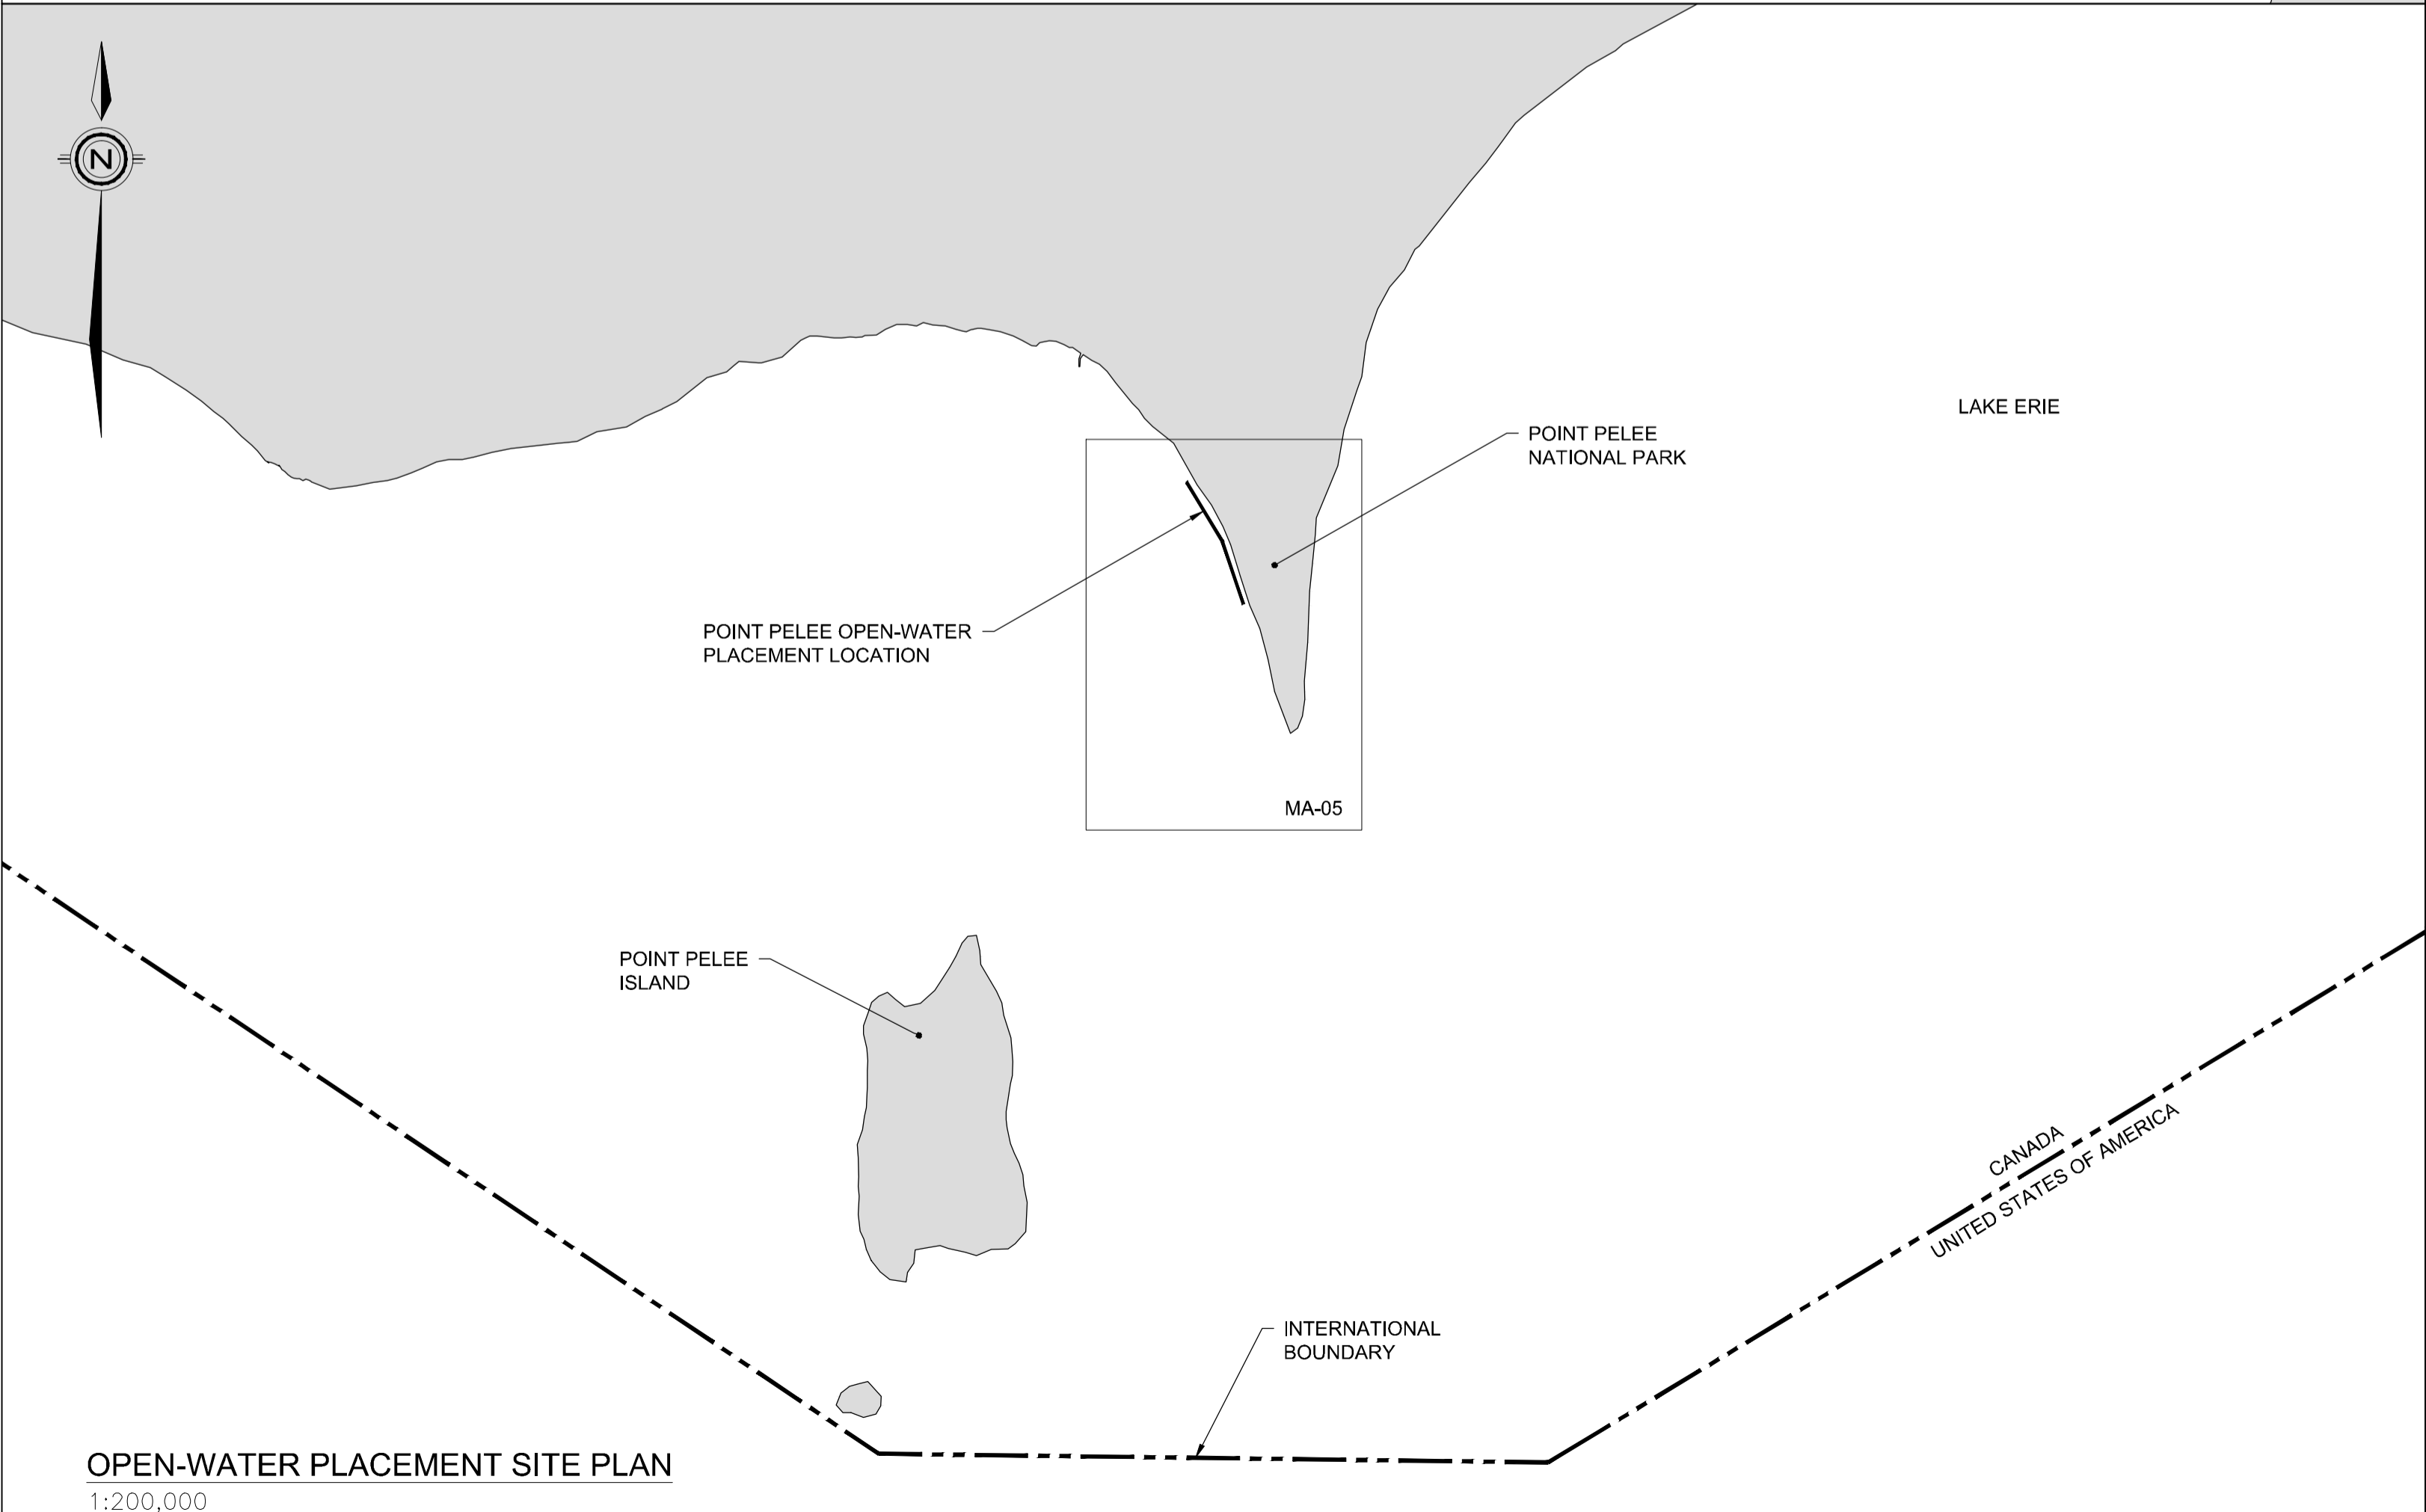 N
LAKE ERIE
POINT PELEE
NATIONAL PARK
POINT PELEE OPEN-WATER
PLACEMENT LOCATION
MA-05
POINT PELEE
ISLAND
CANADA
UNITED STATES OF AMERICA
INTERNATIONAL
BOUNDARY
OPEN-WATER PLACEMENT SITE PLAN
1:200,000